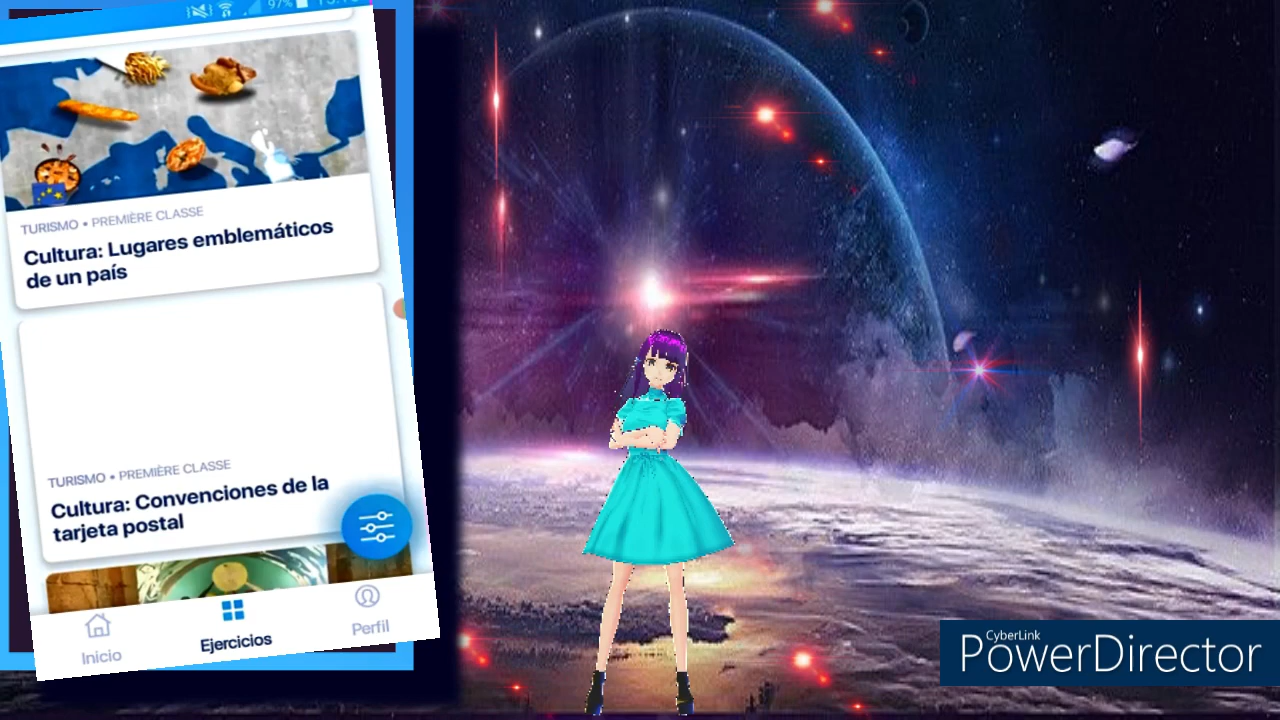 97%
TURISMO • PREMIÈRE CLASSE
Cultura: Lugares emblemáticos
de un país
TURISMO • PREMIÈRE CLASSE
Cultura: Convenciones de la
tarjeta postal
Inicio
Ejercicios
Perfil
CyberLink
PowerDirector